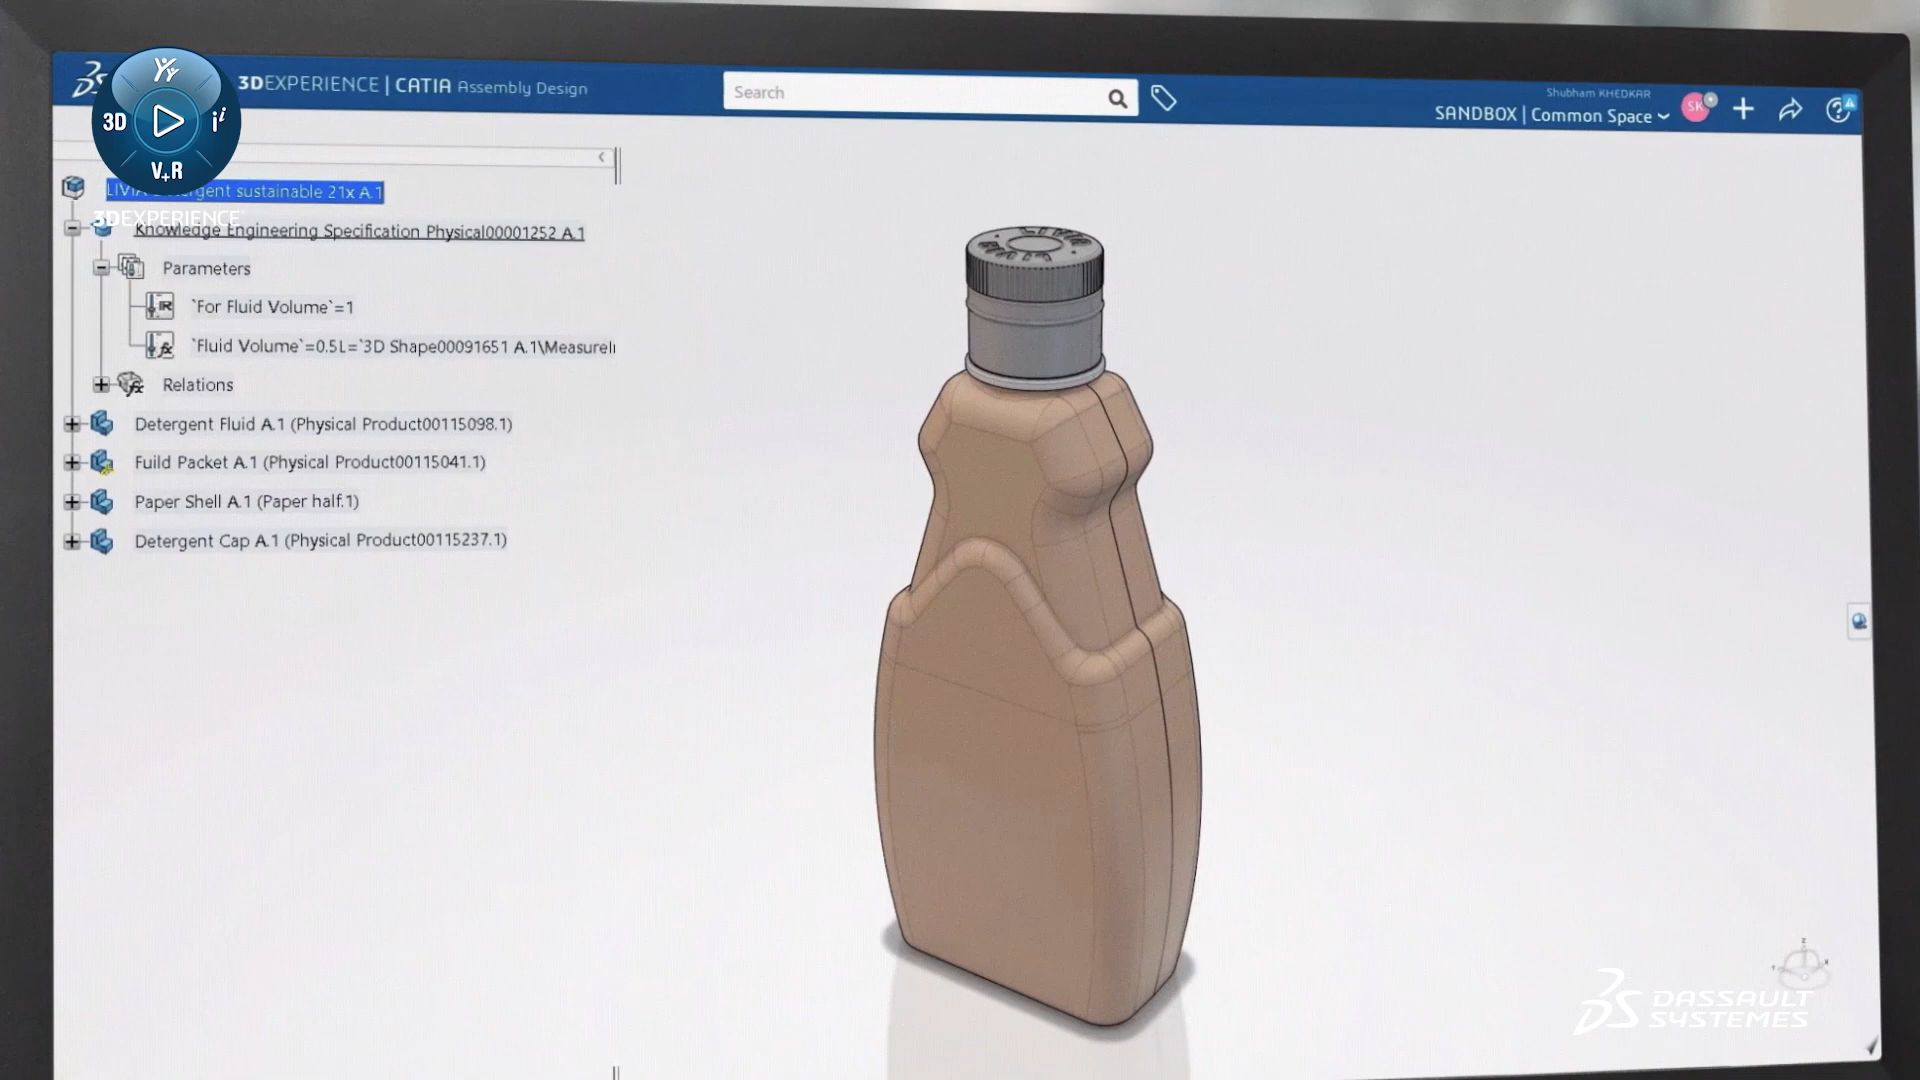 3DEXPERIENCE | CATIA Assembly Design
Search
Shubham KHEDKAR
SANDBOX | Common Space
SK
3D
V+R
3DEXPERIENCE
sustainable 21x A.1
Knowledge Engineering Specification Physical00001252 A.1
Parameters
`For Fluid Volume`=1
`Fluid Volume`=0.5L=`3D Shape00091651 A.1\MeasureIn
Relations
Detergent Fluid A.1 (Physical Product00115098.1)
Fuild Packet A.1 (Physical Product00115041.1)
Paper Shell A.1 (Paper half.1)
Detergent Cap A.1 (Physical Product00115237.1)
LIVIA
DASSAULT
SYSTEMES